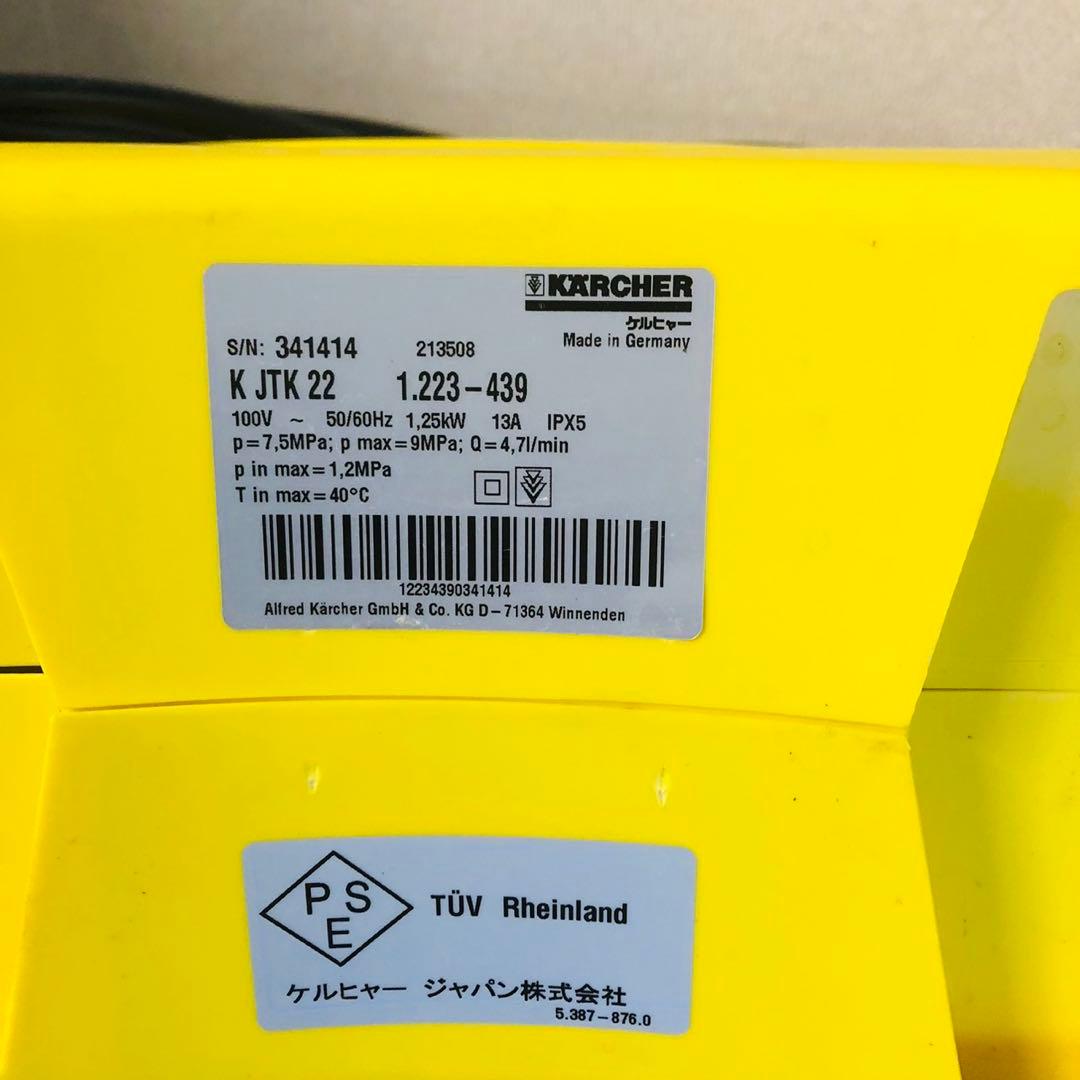 KÄRCHER
ケルヒャー
Made in Germany
S/N: 341414 213508
K JTK 22 1.223-439
100V ~ 50/60Hz 1,25kW 13A IPX5
p=7,5MPa; p max=9MPa; Q=4,7l/min
p in max=1,2MPa
T in max=40°C
12234390341414
Alfred Kärcher GmbH & Co. KG D-71364 Winnenden
PSE
TÜV Rheinland
ケルヒャー ジャパン株式会社
5.387-876.0